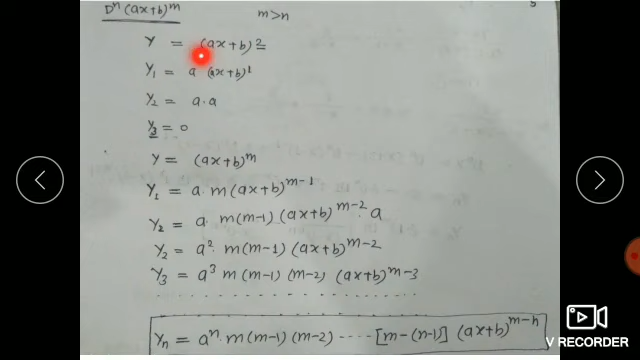 Dⁿ (ax+b)ᵐ m>n
Y = (ax+b)²
Y₁ = a (ax+b)¹
Y₂ = a.a
Y₃ = 0
Y = (ax+b)ᵐ
Y₁ = a. m (ax+b)ᵐ⁻¹
Y₂ = a. m(m-1) (ax+b)ᵐ⁻². a
Y₂ = a². m(m-1) (ax+b)ᵐ⁻²
Y₃ = a³ m(m-1) (m-2) (ax+b)ᵐ⁻³
Yₙ = aⁿ. m(m-1) (m-2) ----- [m-(n-1)] (ax+b)ᵐ⁻ⁿ
V RECORDER